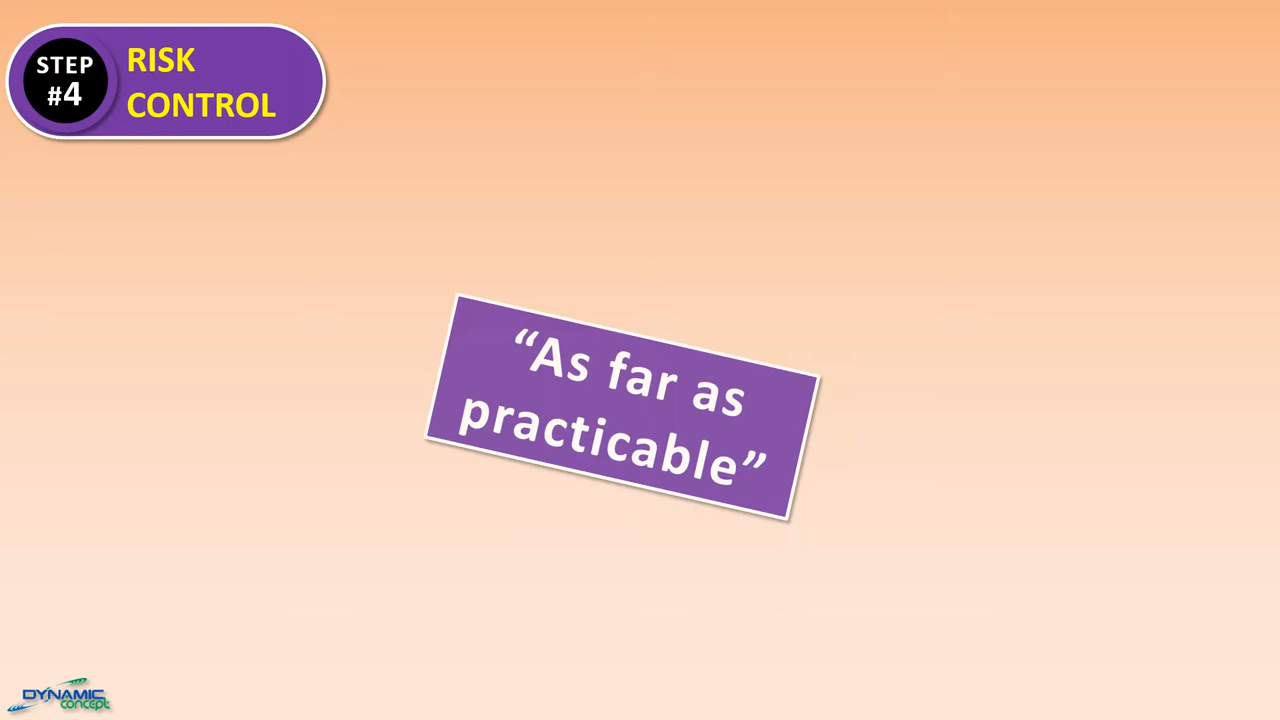 STEP
#4
RISK
CONTROL
“As far as
practicable”
DYNAMIC
concept